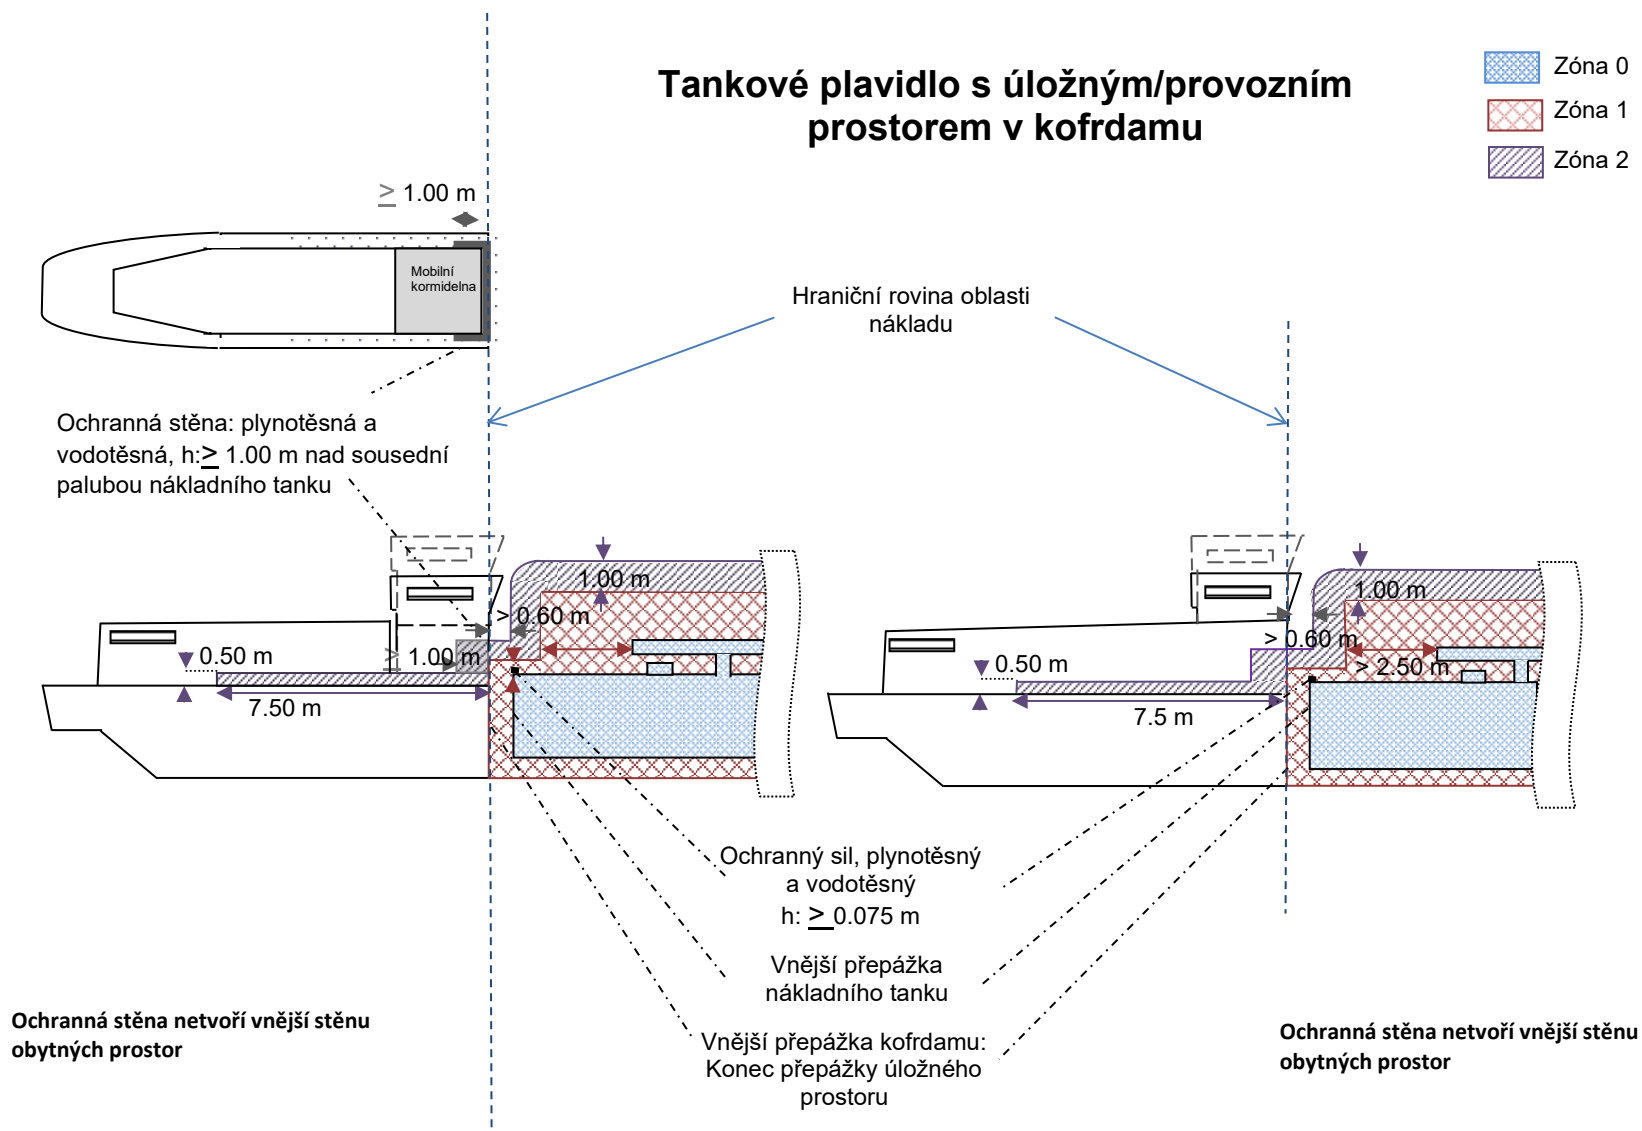 Tankové plavidlo s úložným/provozním
prostorem v kofrdamu
Zóna 0
Zóna 1
Zóna 2
≥ 1.00 m
Mobilní
kormidelna
Hraniční rovina oblasti
nákladu
Ochranná stěna: plynotěsná a
vodotěsná, h:≥ 1.00 m nad sousední
palubou nákladního tanku
1.00 m
> 0.60 m
≥ 1.00 m
0.50 m
7.50 m
1.00 m
> 0.60 m
> 2.50 m
0.50 m
7.5 m
Ochranný sil, plynotěsný
a vodotěsný
h: ≥ 0.075 m
Vnější přepážka
nákladního tanku
Vnější přepážka kofrdamu:
Konec přepážky úložného
prostoru
Ochranná stěna netvoří vnější stěnu
obytných prostor
Ochranná stěna netvoří vnější stěnu
obytných prostor